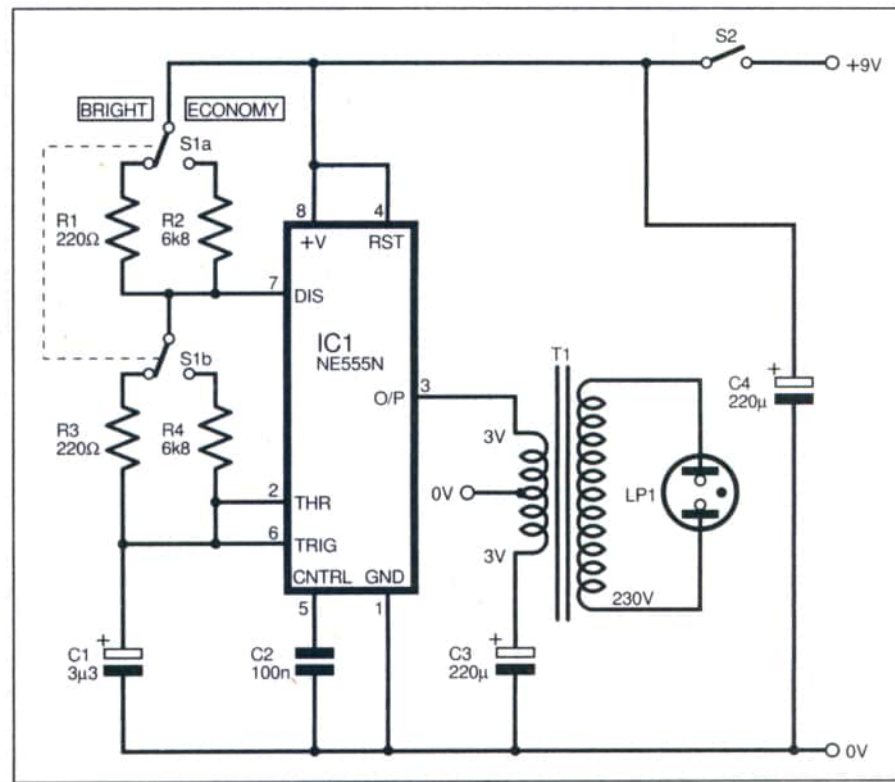 S2
+9V
BRIGHT
ECONOMY
S1a
R1
220Ω
R2
6k8
8
4
+V
RST
7
DIS
IC1
NE555N
S1b
3
O/P
R3
220Ω
R4
6k8
2
THR
6
TRIG
CNTRL
GND
5
1
T1
3V
0V
3V
230V
LP1
+
C4
220µ
+
C1
3µ3
C2
100n
+
C3
220µ
0V